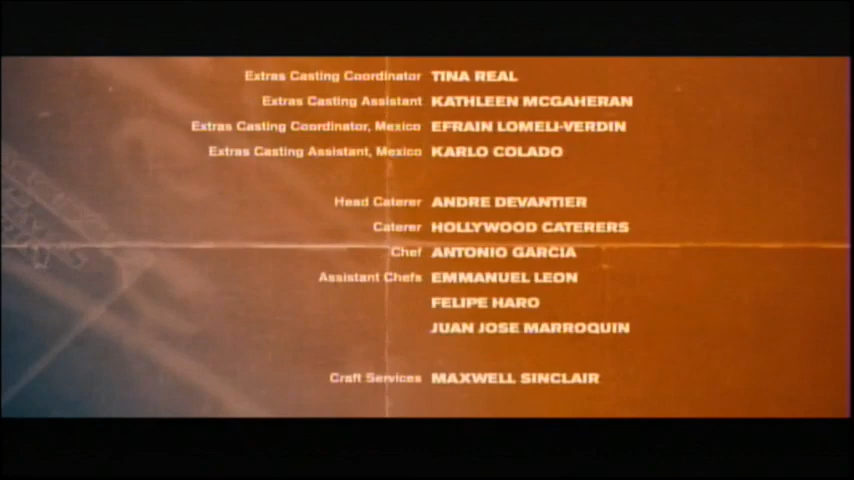 Extras Casting Coordinator TINA REAL
Extras Casting Assistant KATHLEEN MCGAHERAN
Extras Casting Coordinator, Mexico EFRAIN LOMELI-VERDIN
Extras Casting Assistant, Mexico KARLO COLADO
Head Caterer ANDRE DEVANTIER
Caterer HOLLYWOOD CATERERS
Chef ANTONIO GARCIA
Assistant Chefs EMMANUEL LEON
FELIPE HARO
JUAN JOSE MARROQUIN
Craft Services MAXWELL SINCLAIR